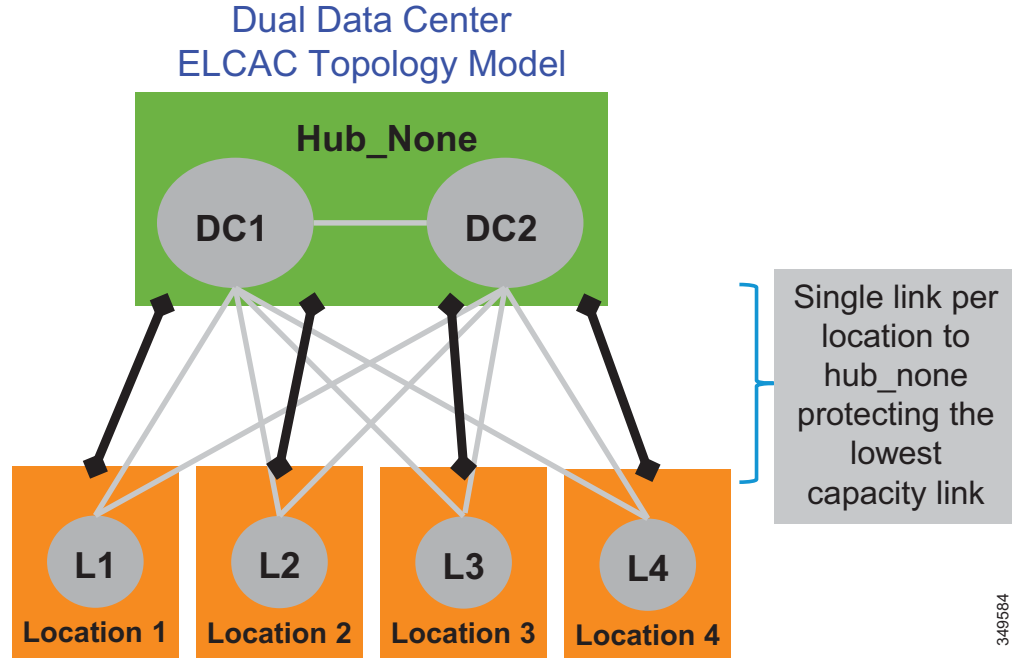 Dual Data Center
ELCAC Topology Model
Hub_None
DC1
DC2
Single link per
location to
hub_none
protecting the
lowest
capacity link
L1
L2
L3
L4
Location 1
Location 2
Location 3
Location 4
349584